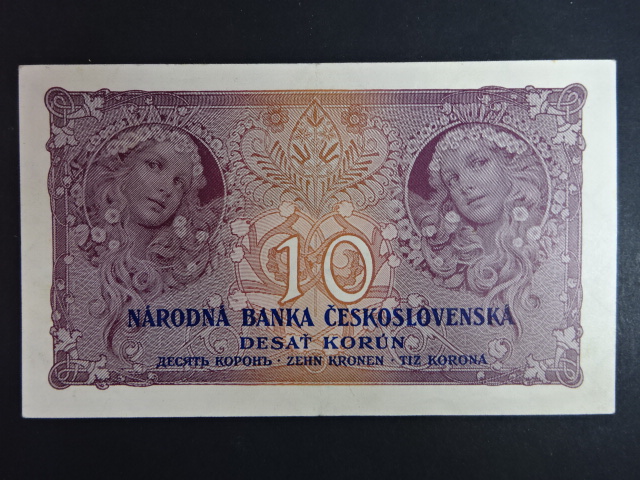 10
NÁRODNÁ BANKA ČESKOSLOVENSKÁ
DESAŤ KORÚN
ДЕСЯТЬ КОРОНЪ · ZEHN KRONEN · TIZ KORONA